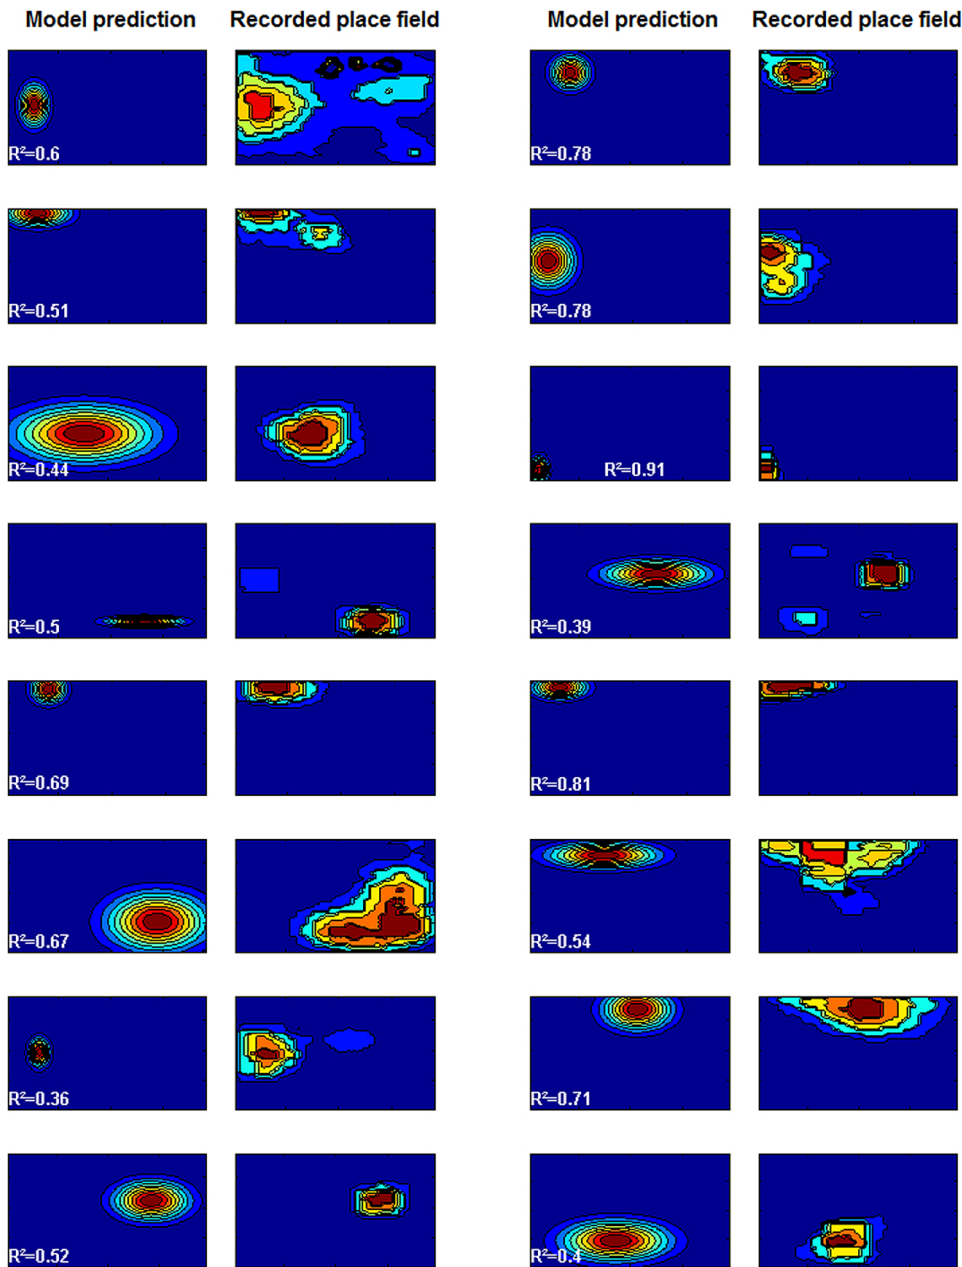 Model prediction Recorded place field Model prediction Recorded place field
R²=0.6 R²=0.78
R²=0.51 R²=0.78
R²=0.44 R²=0.91
R²=0.5 R²=0.39
R²=0.69 R²=0.81
R²=0.67 R²=0.54
R²=0.36 R²=0.71
R²=0.52 R²=0.4